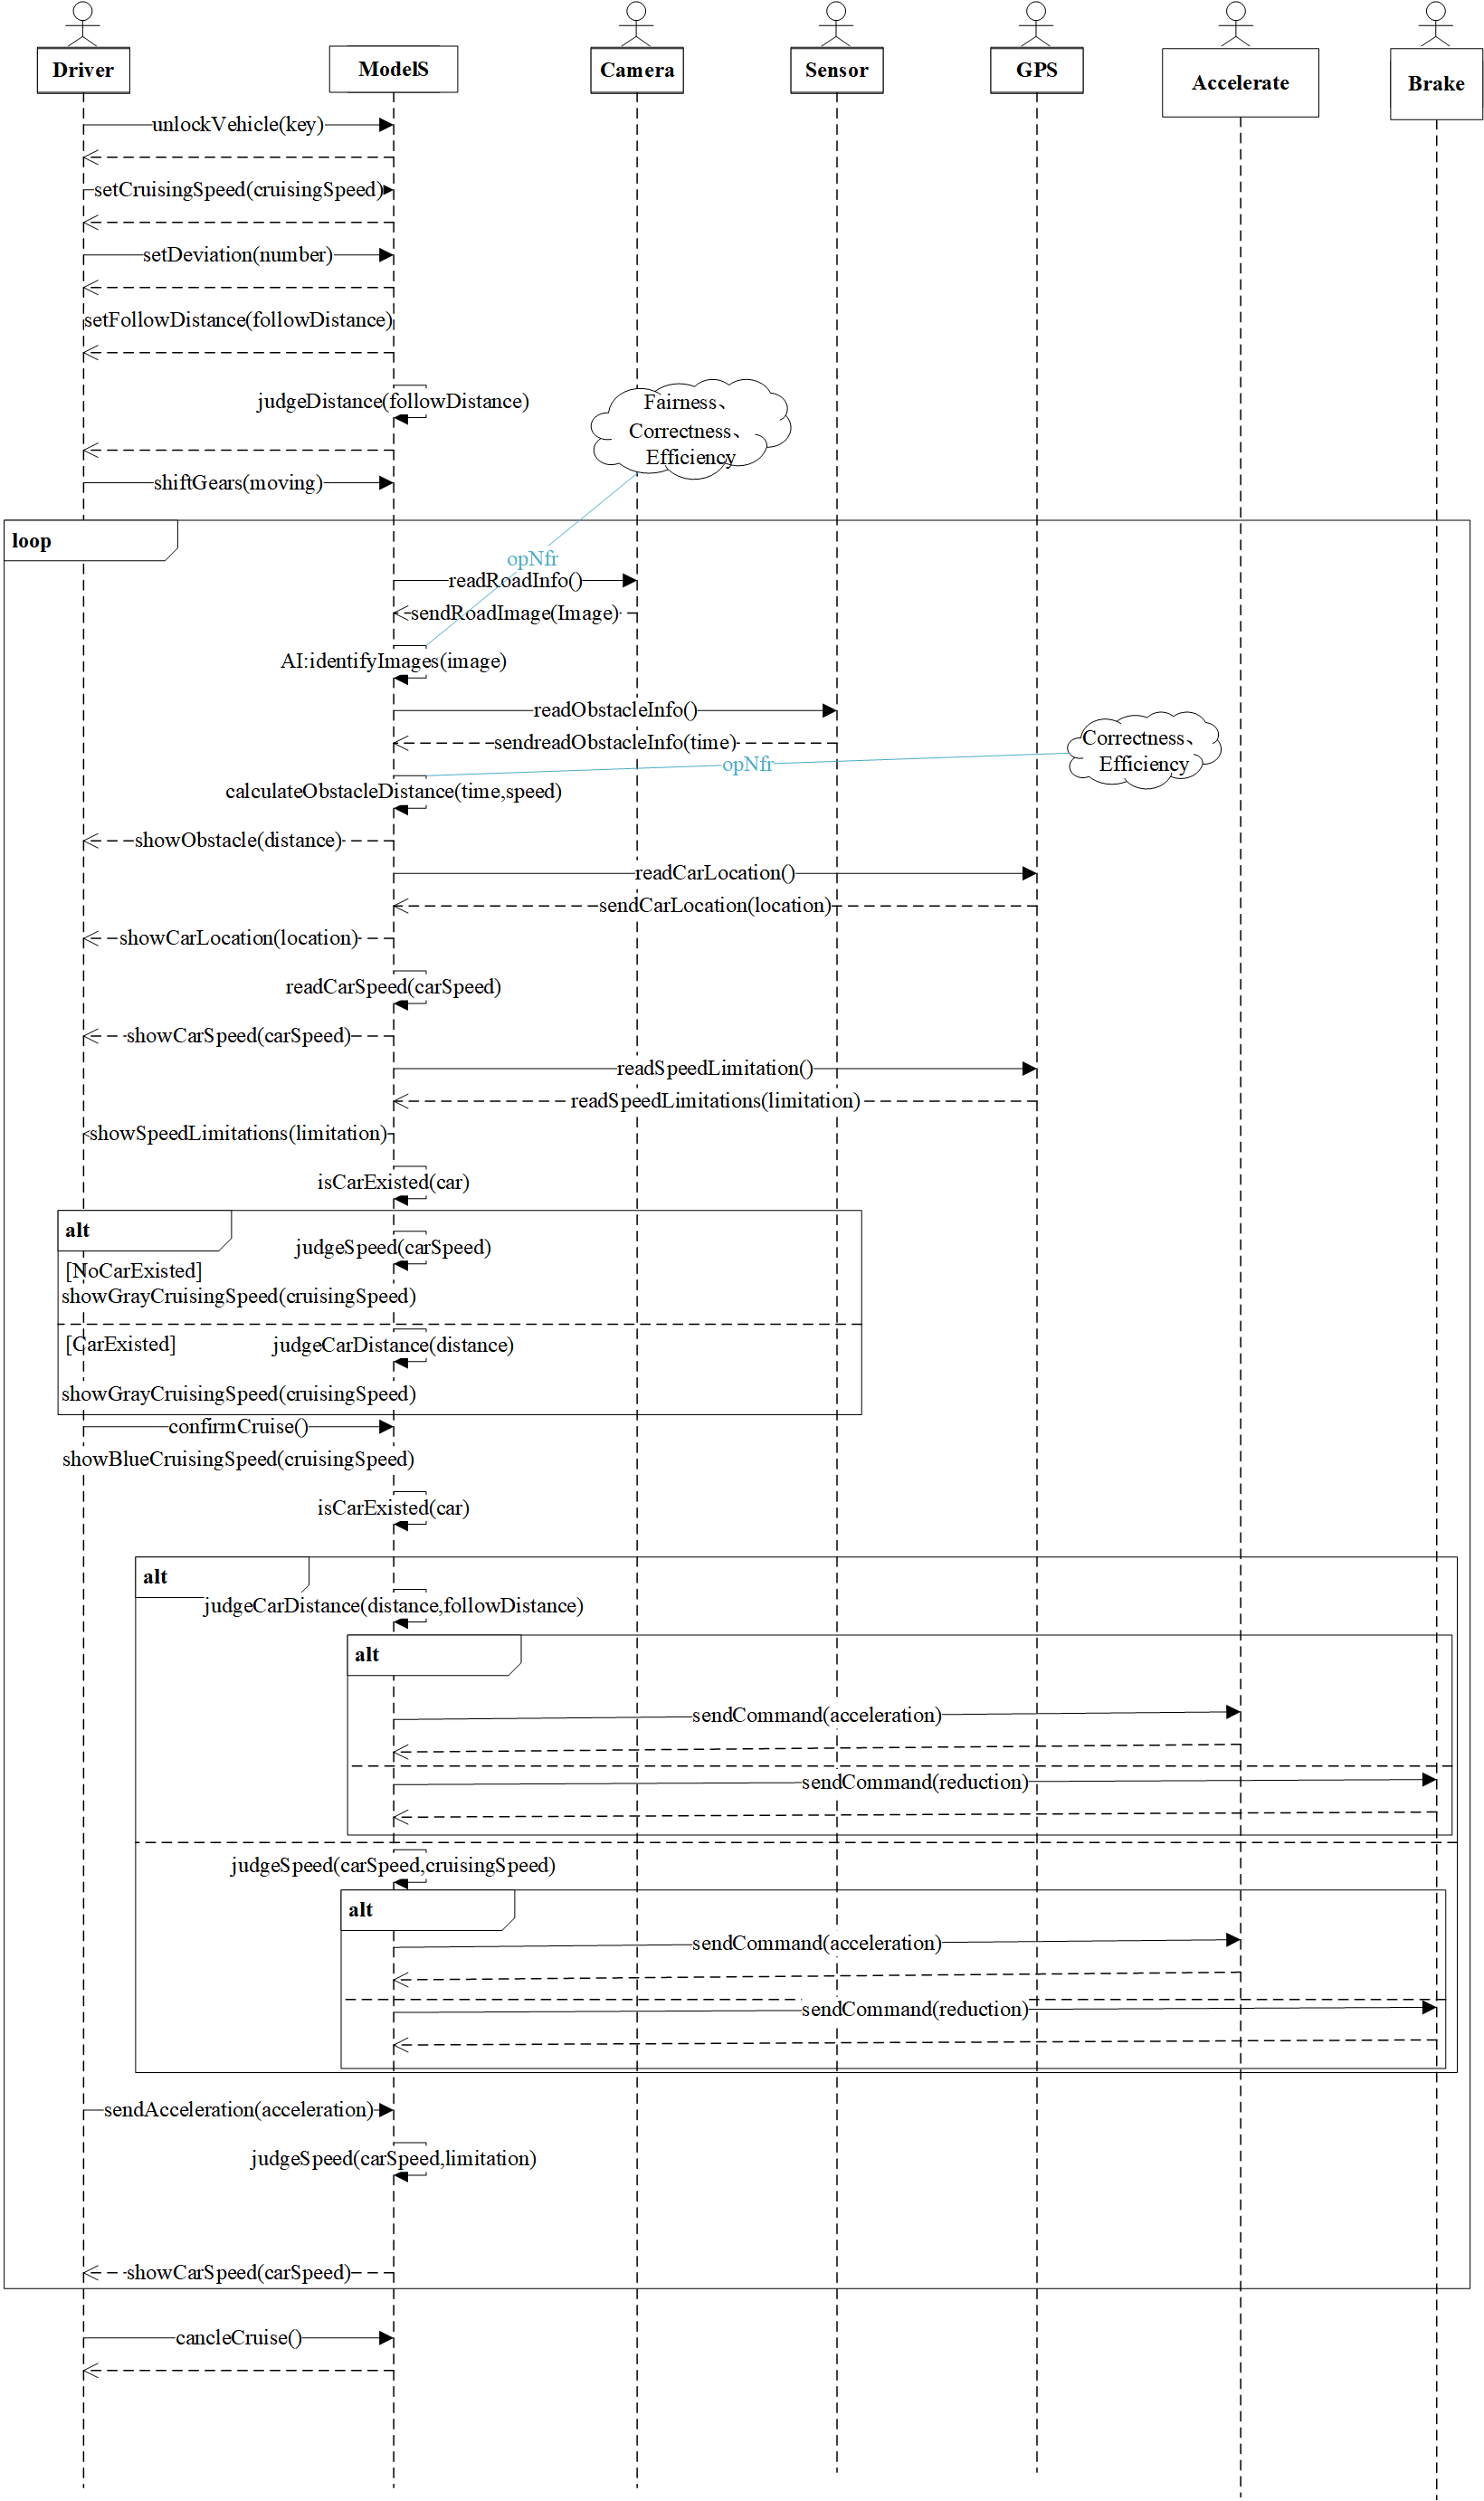 Driver
ModelS
Camera
Sensor
GPS
Accelerate
Brake
unlockVehicle(key)
setCruisingSpeed(cruisingSpeed)
setDeviation(number)
setFollowDistance(followDistance)
judgeDistance(followDistance)
Fairness、
Correctness、
Efficiency
shiftGears(moving)
loop
opNfr
readRoadInfo()
sendRoadImage(Image)
AI:identifyImages(image)
readObstacleInfo()
sendreadObstacleInfo(time)
Correctness、
Efficiency
opNfr
calculateObstacleDistance(time,speed)
showObstacle(distance)
readCarLocation()
sendCarLocation(location)
showCarLocation(location)
readCarSpeed(carSpeed)
showCarSpeed(carSpeed)
readSpeedLimitation()
readSpeedLimitations(limitation)
showSpeedLimitations(limitation)
isCarExisted(car)
alt
judgeSpeed(carSpeed)
[NoCarExisted]
showGrayCruisingSpeed(cruisingSpeed)
[CarExisted]
judgeCarDistance(distance)
showGrayCruisingSpeed(cruisingSpeed)
confirmCruise()
showBlueCruisingSpeed(cruisingSpeed)
isCarExisted(car)
alt
judgeCarDistance(distance,followDistance)
alt
sendCommand(acceleration)
sendCommand(reduction)
judgeSpeed(carSpeed,cruisingSpeed)
alt
sendCommand(acceleration)
sendCommand(reduction)
sendAcceleration(acceleration)
judgeSpeed(carSpeed,limitation)
showCarSpeed(carSpeed)
cancleCruise()